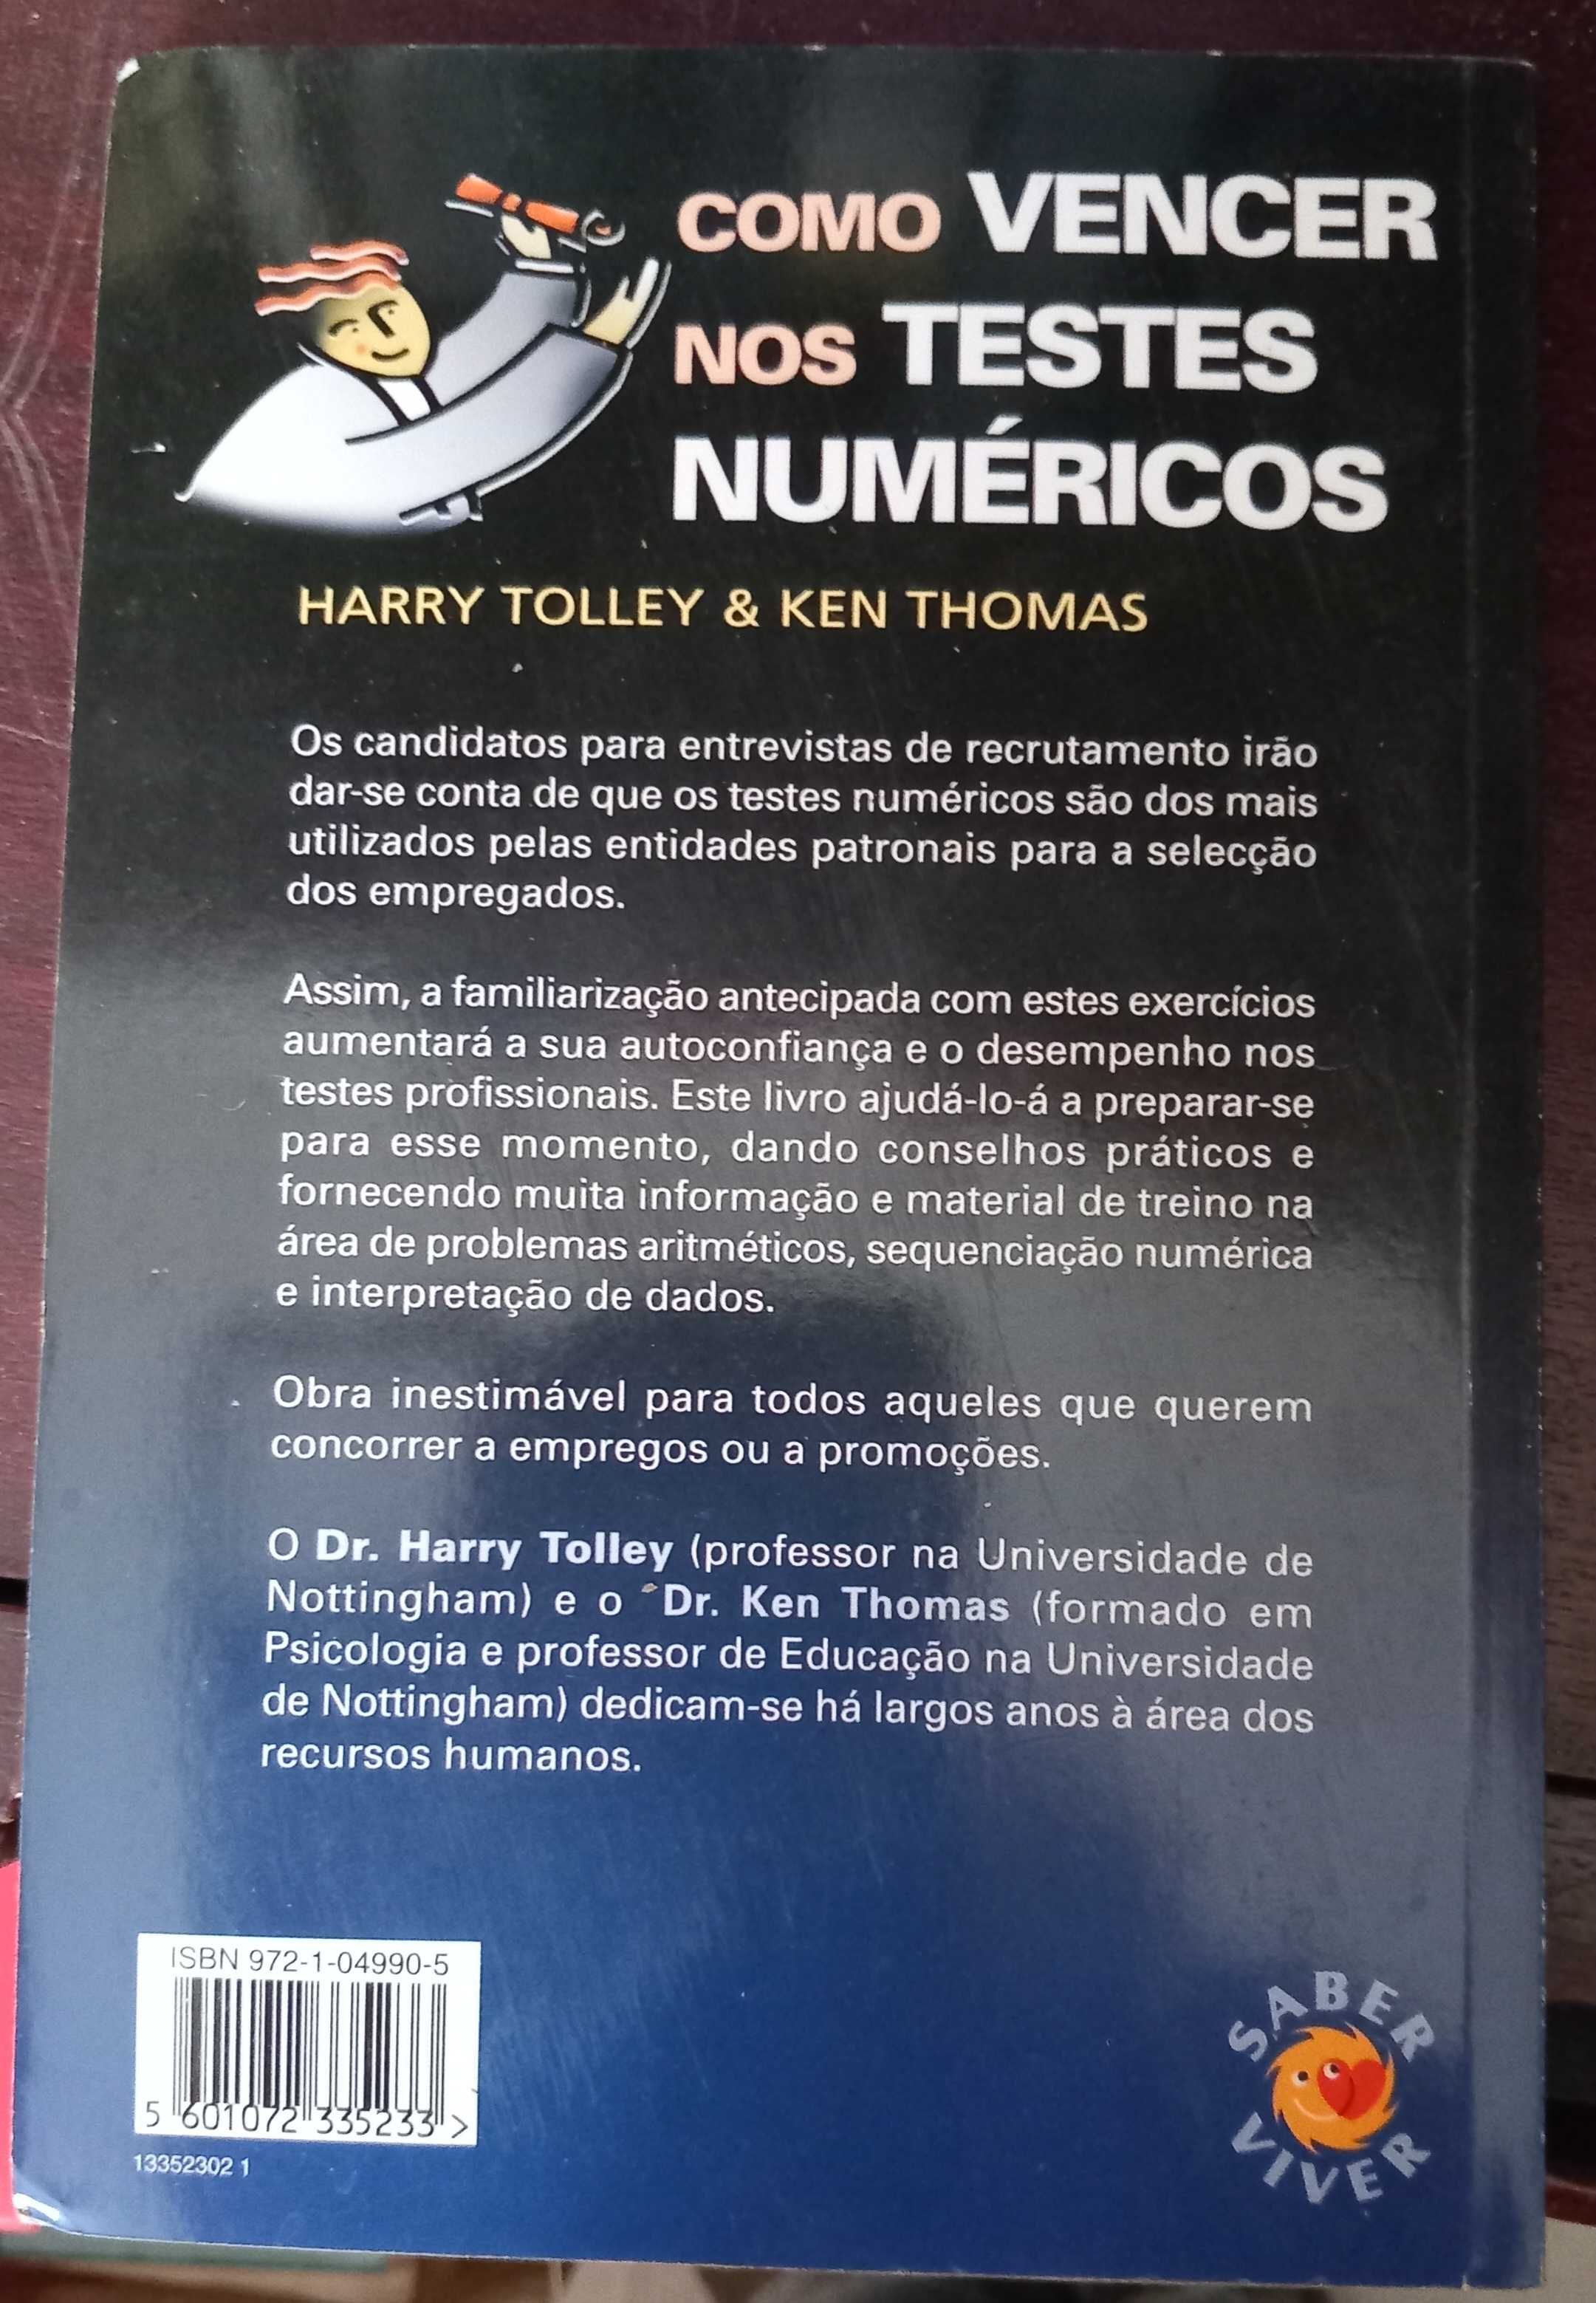 COMO VENCER
NOS TESTES
NUMÉRICOS
HARRY TOLLEY & KEN THOMAS
Os candidatos para entrevistas de recrutamento irão
dar-se conta de que os testes numéricos são dos mais
utilizados pelas entidades patronais para a selecção
dos empregados.
Assim, a familiarização antecipada com estes exercícios
aumentará a sua autoconfiança e o desempenho nos
testes profissionais. Este livro ajudá-lo-á a preparar-se
para esse momento, dando conselhos práticos e
fornecendo muita informação e material de treino na
área de problemas aritméticos, sequenciação numérica
e interpretação de dados.
Obra inestimável para todos aqueles que querem
concorrer a empregos ou a promoções.
O Dr. Harry Tolley (professor na Universidade de
Nottingham) e o Dr. Ken Thomas (formado em
Psicologia e professor de Educação na Universidade
de Nottingham) dedicam-se há largos anos à área dos
recursos humanos.
ISBN 972-1-04990-5
5 601072 335233 >
13352302 1
SABER
VIVER